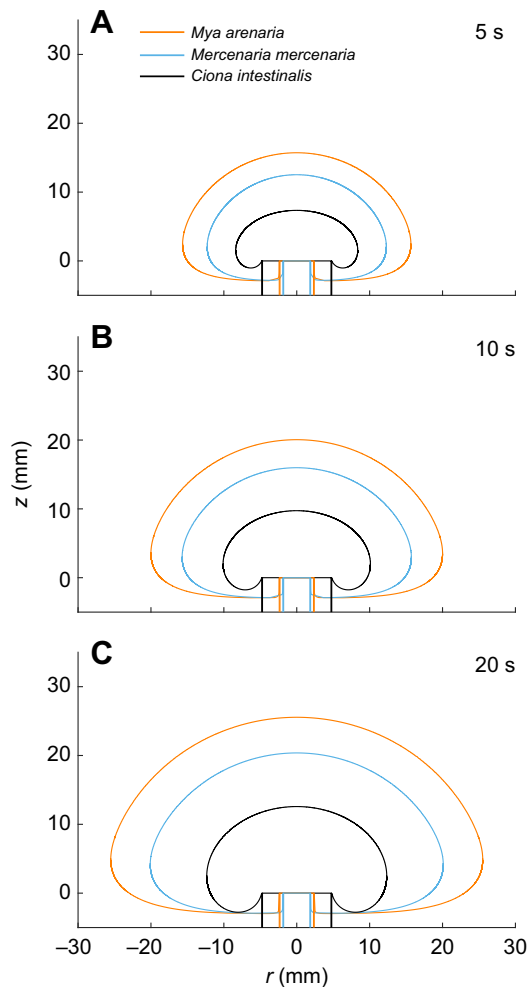 A
5 s
Mya arenaria
Mercenaria mercenaria
Ciona intestinalis
30
20
10
0
B
10 s
30
20
10
0
z (mm)
C
20 s
30
20
10
0
–30 –20 –10 0 10 20 30
r (mm)